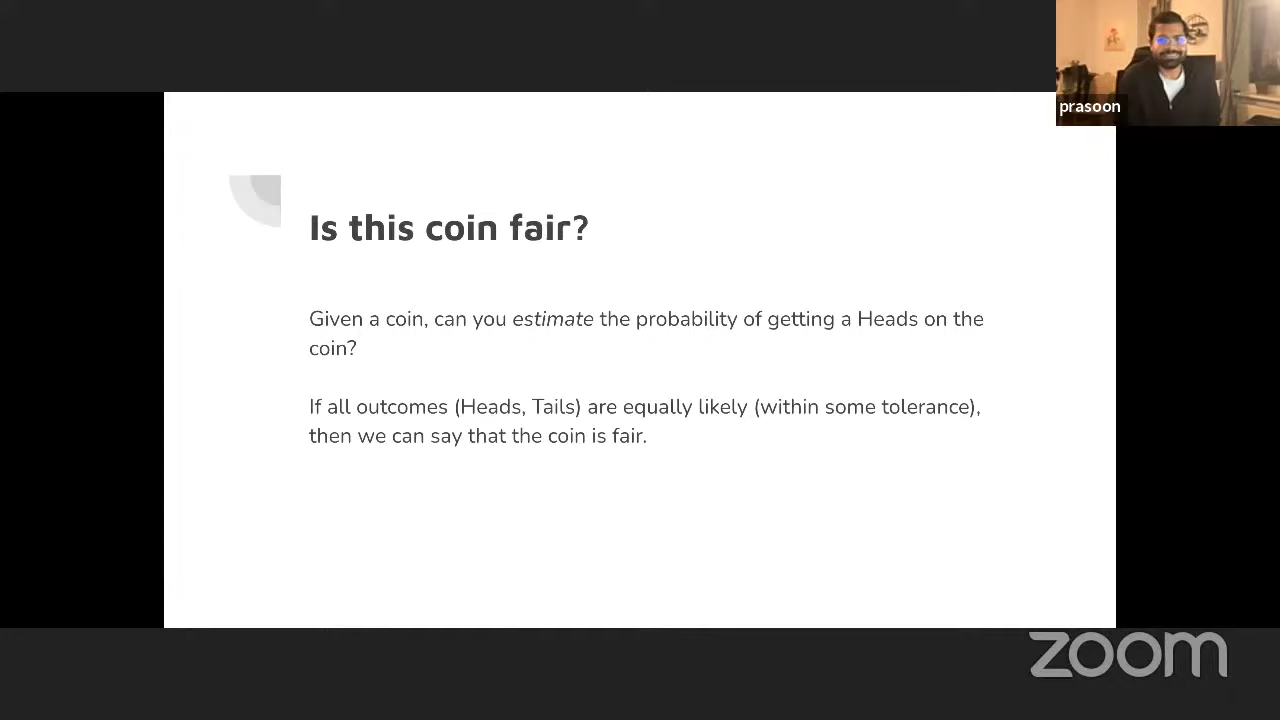 prasoon
Is this coin fair?
Given a coin, can you estimate the probability of getting a Heads on the
coin?
If all outcomes (Heads, Tails) are equally likely (within some tolerance),
then we can say that the coin is fair.
zoom